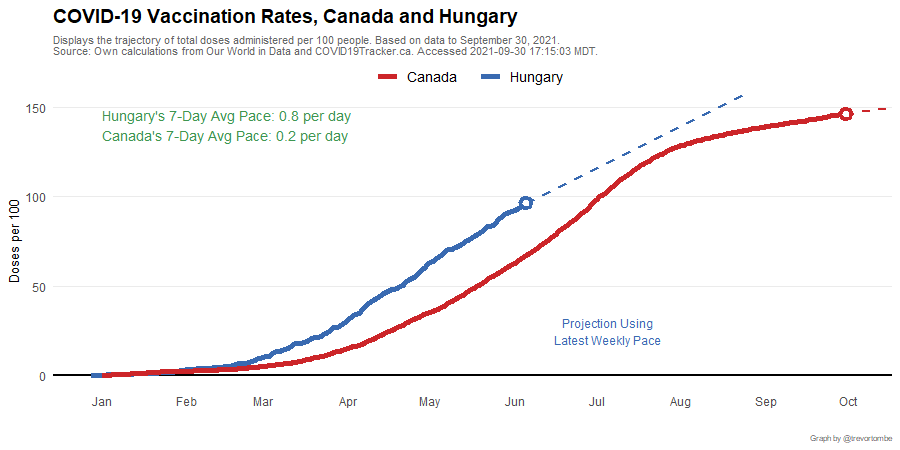 COVID-19 Vaccination Rates, Canada and Hungary
Displays the trajectory of total doses administered per 100 people. Based on data to September 30, 2021.
Source: Own calculations from Our World in Data and COVID19Tracker.ca. Accessed 2021-09-30 17:15:03 MDT.
Canada Hungary
Hungary's 7-Day Avg Pace: 0.8 per day
Canada's 7-Day Avg Pace: 0.2 per day
Doses per 100
150
100
50
0
Projection Using
Latest Weekly Pace
Jan Feb Mar Apr May Jun Jul Aug Sep Oct
Graph by @trevortombe